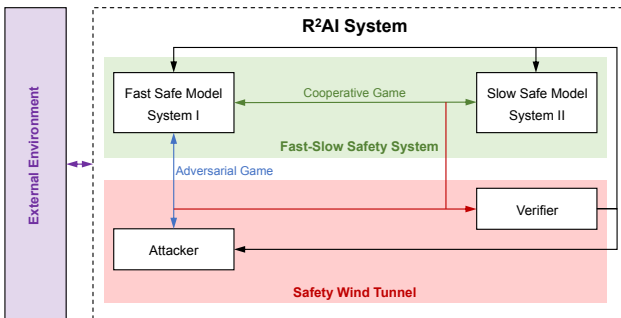 External Environment
R²AI System
Fast Safe Model
System I
Cooperative Game
Slow Safe Model
System II
Fast-Slow Safety System
Adversarial Game
Verifier
Attacker
Safety Wind Tunnel